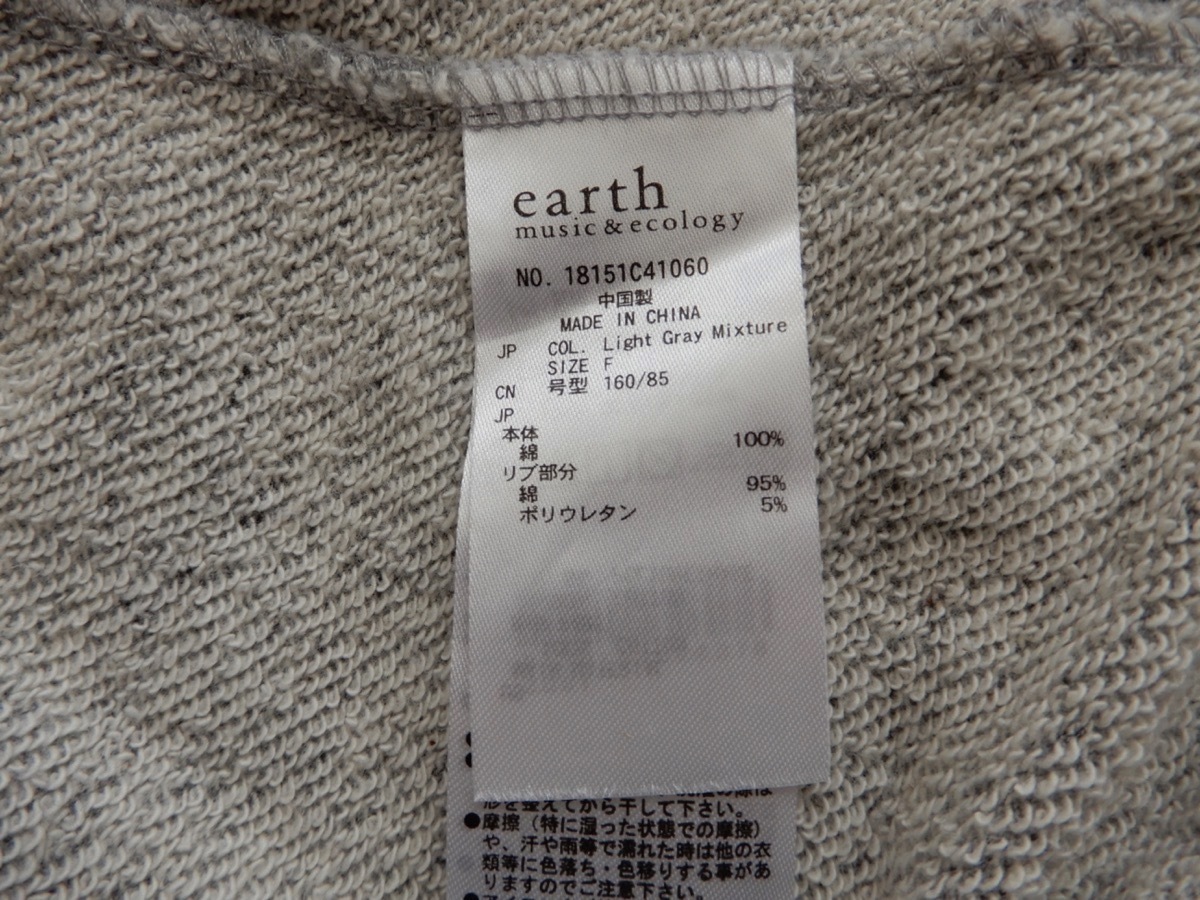 earth
music & ecology
NO. 18151C41060
中国製
MADE IN CHINA
JP COL. Light Gray Mixture
SIZE F
CN 号型 160/85
JP
本体
綿 100%
リブ部分
綿 95%
ポリウレタン 5%
形を整えてから干して下さい。
●摩擦（特に湿った状態での摩擦）
や、汗や雨等で濡れた時は他の衣
類等に色落ち・色移りする事があ
りますのでご注意下さい。